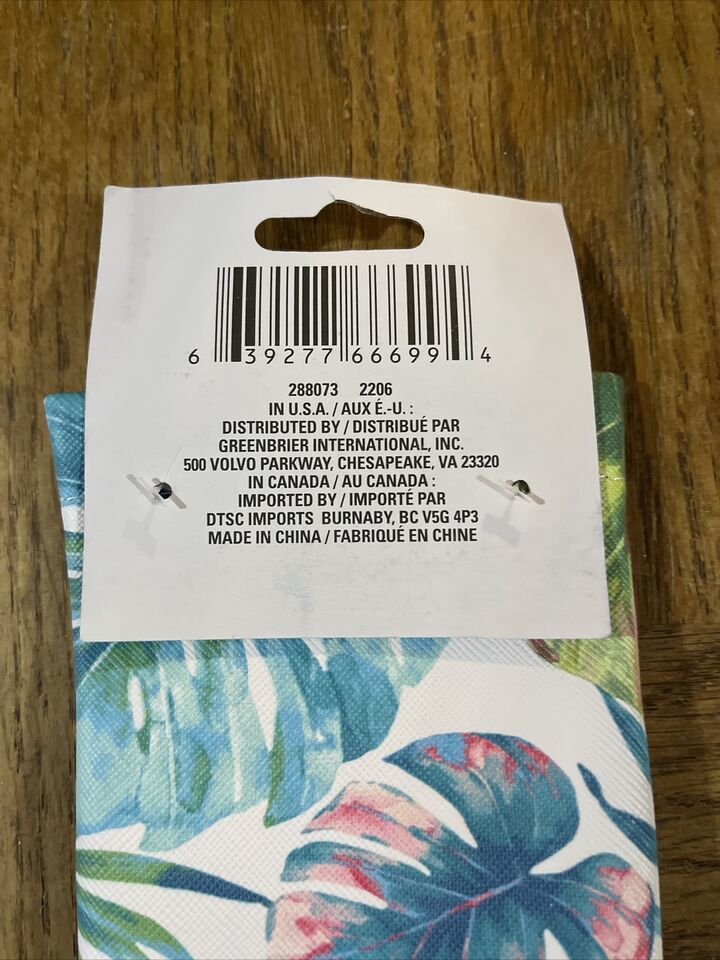 6 39277 66699 4
288073 2206
IN U.S.A. / AUX É.-U. :
DISTRIBUTED BY / DISTRIBUÉ PAR
GREENBRIER INTERNATIONAL, INC.
500 VOLVO PARKWAY, CHESAPEAKE, VA 23320
IN CANADA / AU CANADA :
IMPORTED BY / IMPORTÉ PAR
DTSC IMPORTS BURNABY, BC V5G 4P3
MADE IN CHINA / FABRIQUÉ EN CHINE